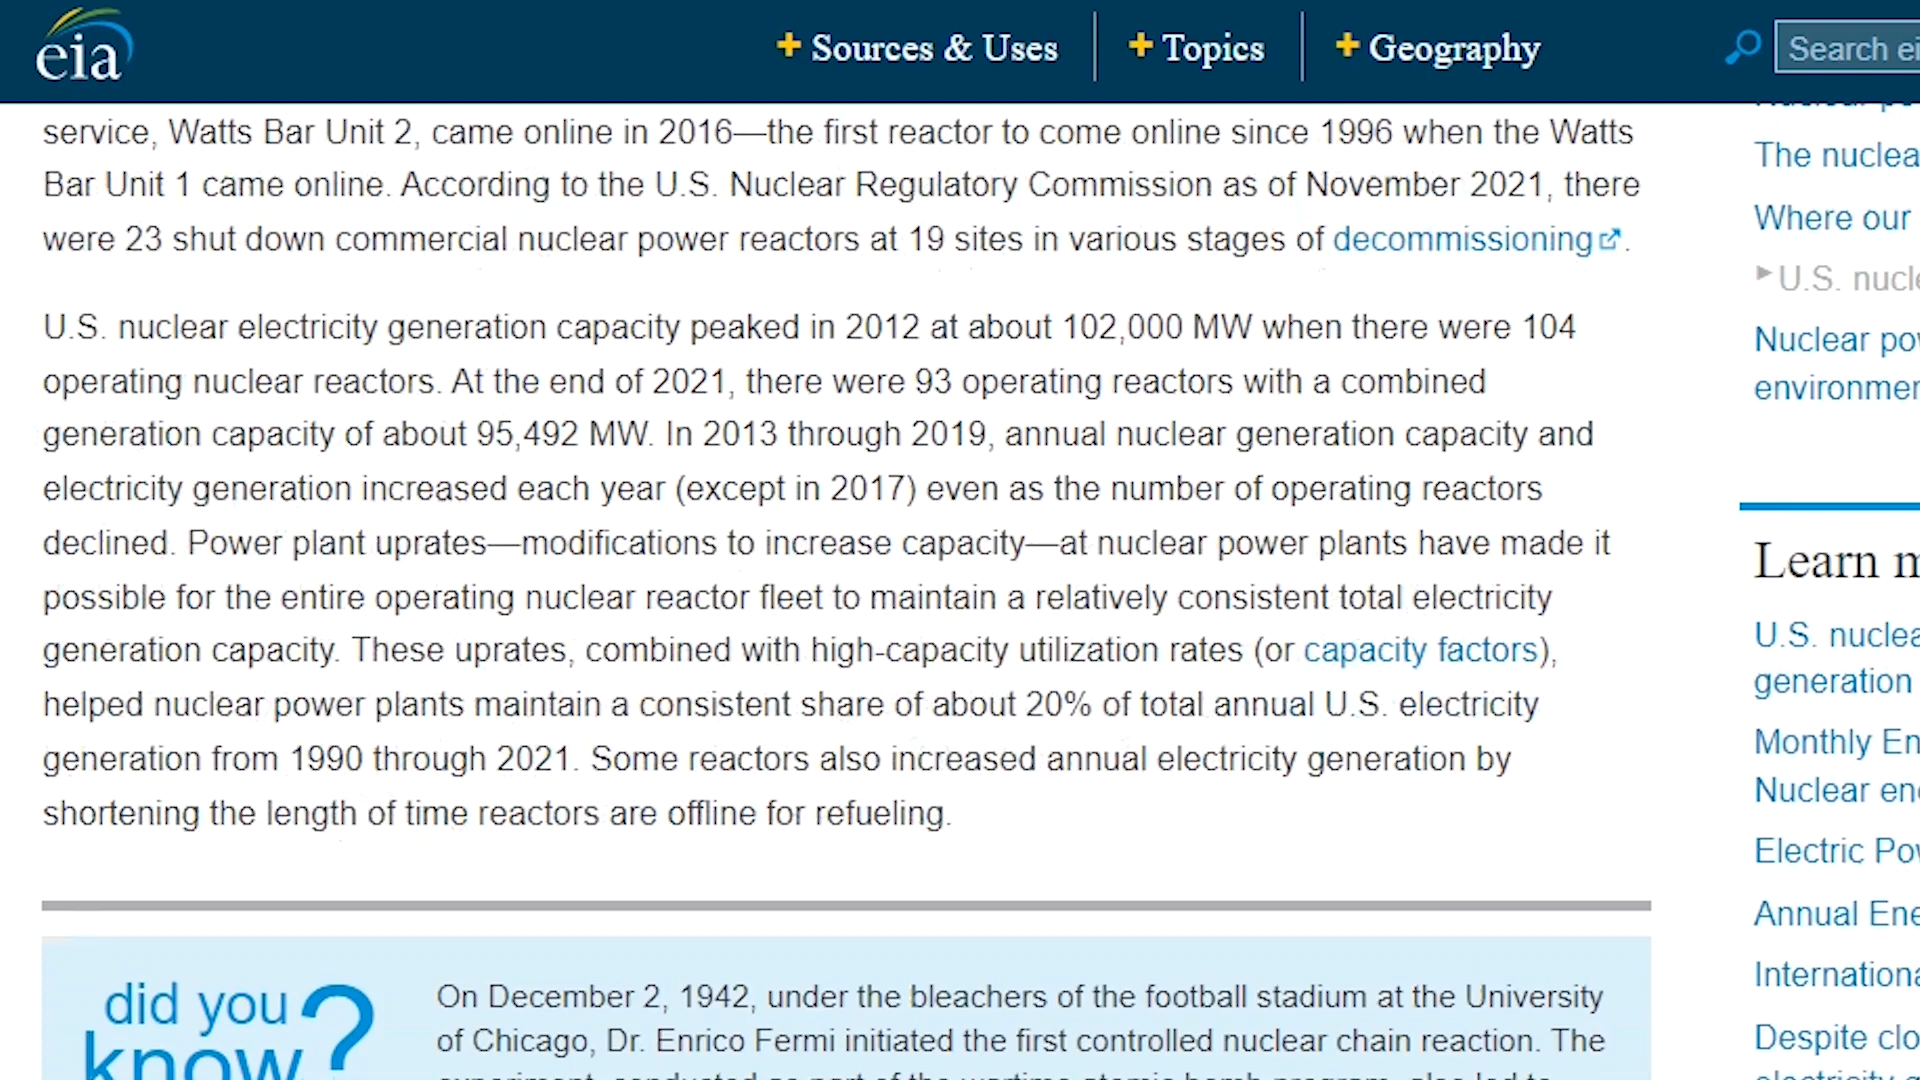 eia
+ Sources & Uses
+ Topics
+ Geography
Search ei
service, Watts Bar Unit 2, came online in 2016—the first reactor to come online since 1996 when the Watts
Bar Unit 1 came online. According to the U.S. Nuclear Regulatory Commission as of November 2021, there
were 23 shut down commercial nuclear power reactors at 19 sites in various stages of decommissioning.
U.S. nuclear electricity generation capacity peaked in 2012 at about 102,000 MW when there were 104
operating nuclear reactors. At the end of 2021, there were 93 operating reactors with a combined
generation capacity of about 95,492 MW. In 2013 through 2019, annual nuclear generation capacity and
electricity generation increased each year (except in 2017) even as the number of operating reactors
declined. Power plant uprates—modifications to increase capacity—at nuclear power plants have made it
possible for the entire operating nuclear reactor fleet to maintain a relatively consistent total electricity
generation capacity. These uprates, combined with high-capacity utilization rates (or capacity factors),
helped nuclear power plants maintain a consistent share of about 20% of total annual U.S. electricity
generation from 1990 through 2021. Some reactors also increased annual electricity generation by
shortening the length of time reactors are offline for refueling.
did you
know?
On December 2, 1942, under the bleachers of the football stadium at the University
of Chicago, Dr. Enrico Fermi initiated the first controlled nuclear chain reaction. The
The nuclea
Where our
U.S. nucle
Nuclear po
environmen
Learn m
U.S. nuclea
generation
Monthly En
Nuclear en
Electric Po
Annual Ene
Internationa
Despite clo